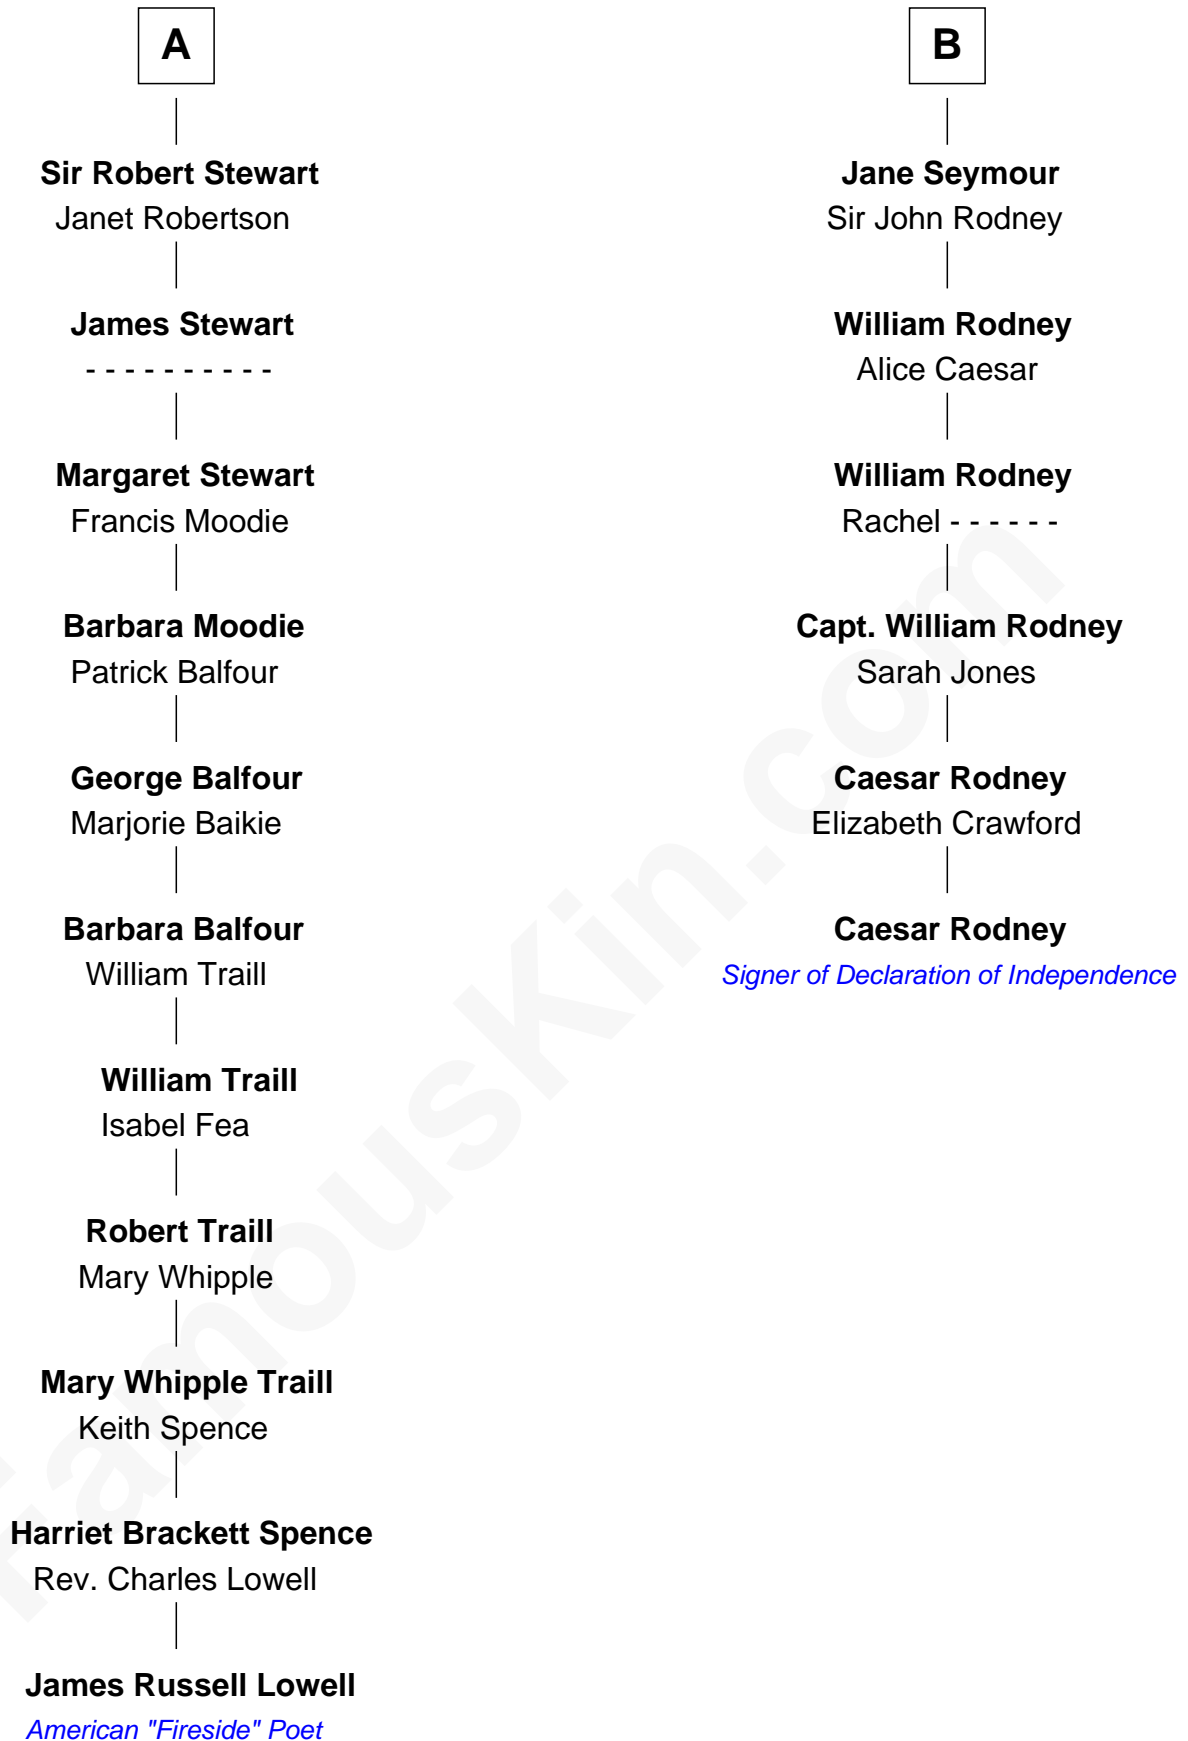 A
Sir Robert Stewart
Janet Robertson
James Stewart
- - - - - - - - - -
Margaret Stewart
Francis Moodie
Barbara Moodie
Patrick Balfour
George Balfour
Marjorie Baikie
Barbara Balfour
William Traill
William Traill
Isabel Fea
Robert Traill
Mary Whipple
Mary Whipple Traill
Keith Spence
Harriet Brackett Spence
Rev. Charles Lowell
James Russell Lowell
American "Fireside" Poet
B
Jane Seymour
Sir John Rodney
William Rodney
Alice Caesar
William Rodney
Rachel - - - - - -
Capt. William Rodney
Sarah Jones
Caesar Rodney
Elizabeth Crawford
Caesar Rodney
Signer of Declaration of Independence
famouskin.com